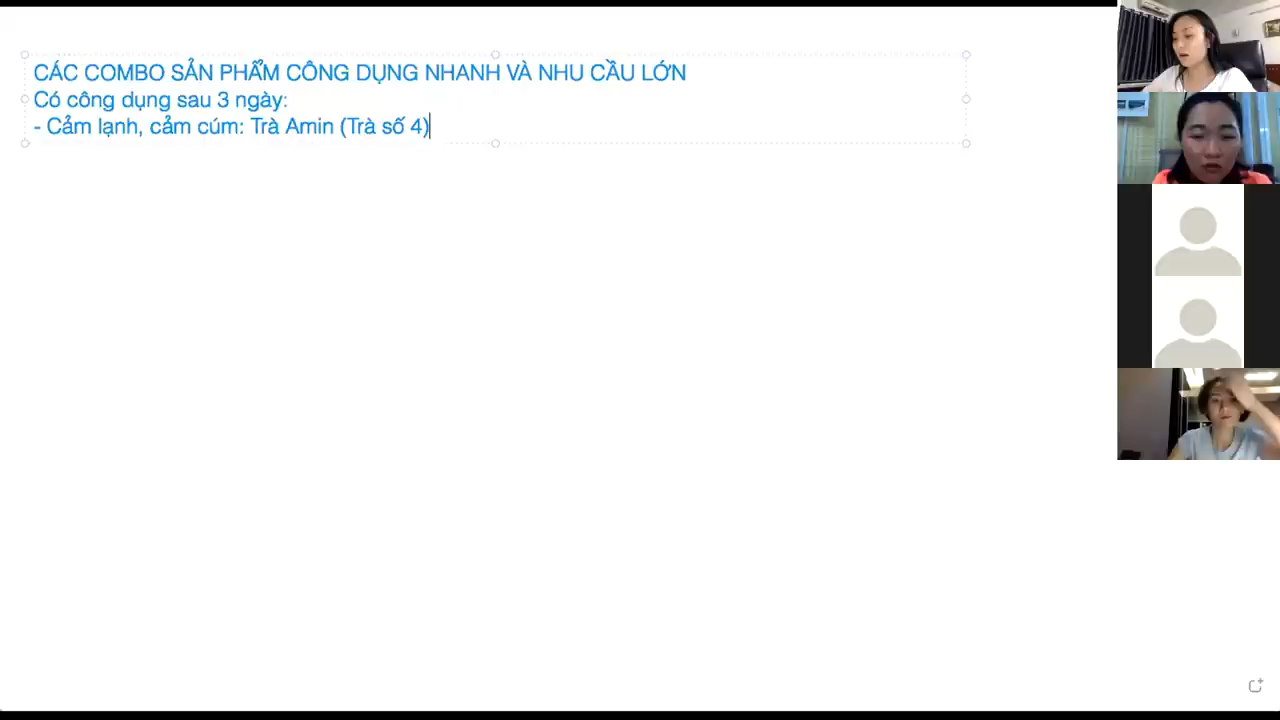 CÁC COMBO SẢN PHẨM CÔNG DỤNG NHANH VÀ NHU CẦU LỚN
Có công dụng sau 3 ngày:
- Cảm lạnh, cảm cúm: Trà Amin (Trà số 4)